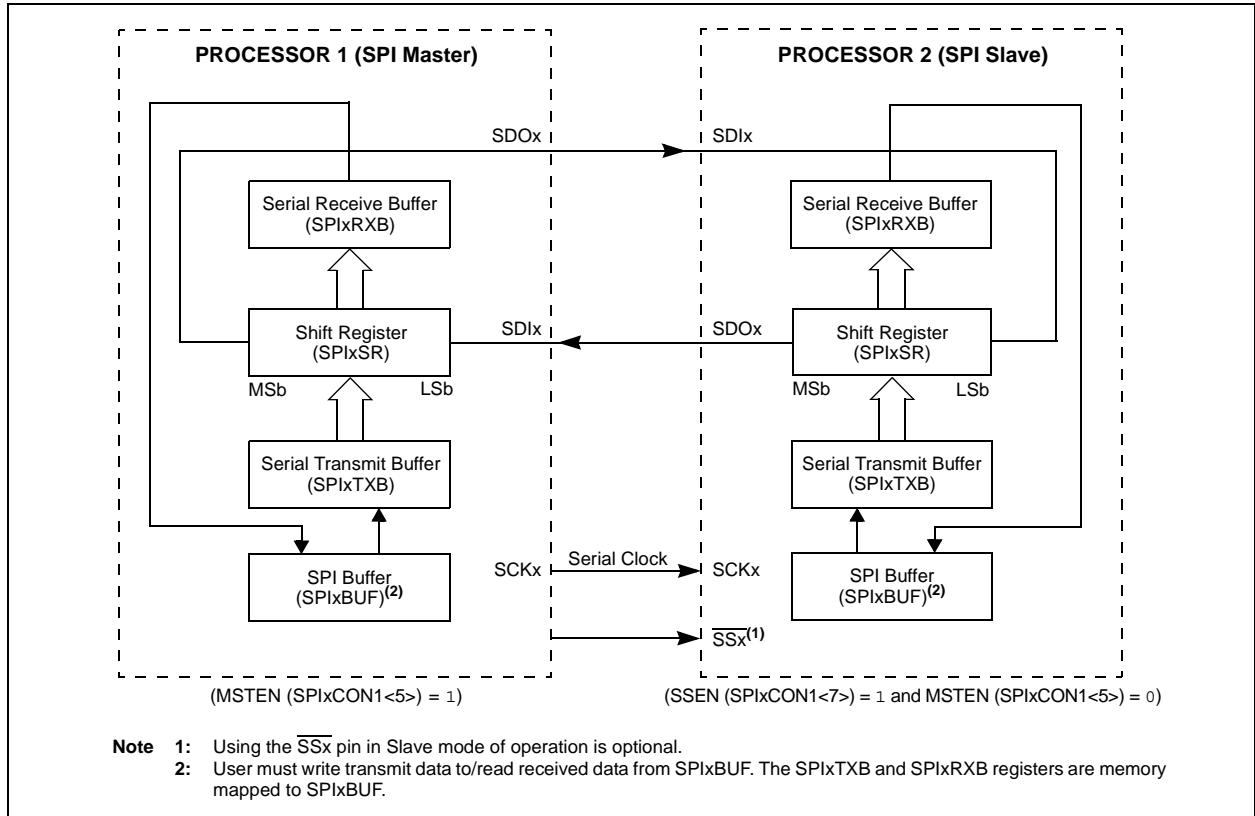 PROCESSOR 1 (SPI Master)
PROCESSOR 2 (SPI Slave)
SDOx
SDIx
Serial Receive Buffer
(SPIxRXB)
Serial Receive Buffer
(SPIxRXB)
Shift Register
(SPIxSR)
SDIx
SDOx
Shift Register
(SPIxSR)
MSb
LSb
MSb
LSb
Serial Transmit Buffer
(SPIxTXB)
Serial Transmit Buffer
(SPIxTXB)
SPI Buffer
(SPIxBUF)(2)
SCKx
Serial Clock
SCKx
SPI Buffer
(SPIxBUF)(2)
SSx(1)
(MSTEN (SPIxCON1<5>) = 1)
(SSEN (SPIxCON1<7>) = 1 and MSTEN (SPIxCON1<5>) = 0)
Note 1: Using the SSx pin in Slave mode of operation is optional.
2: User must write transmit data to/read received data from SPIxBUF. The SPIxTXB and SPIxRXB registers are memory
mapped to SPIxBUF.